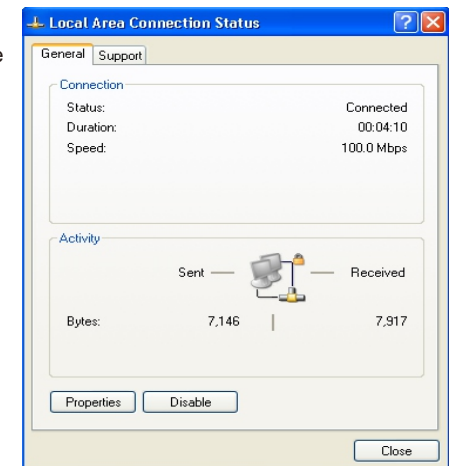 Local Area Connection Status
e
General Support
Connection
Status: Connected
Duration: 00:04:10
Speed: 100.0 Mbps
Activity
Sent — — Received
Bytes: 7,146 | 7,917
Properties Disable
Close